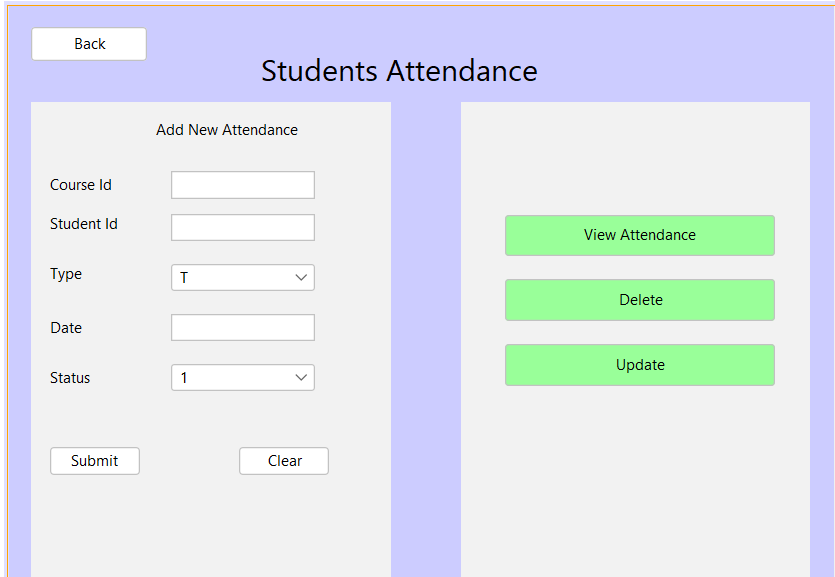 Back
Students Attendance
Add New Attendance
Course Id
Student Id
Type
T
Date
Status
1
Submit
Clear
View Attendance
Delete
Update